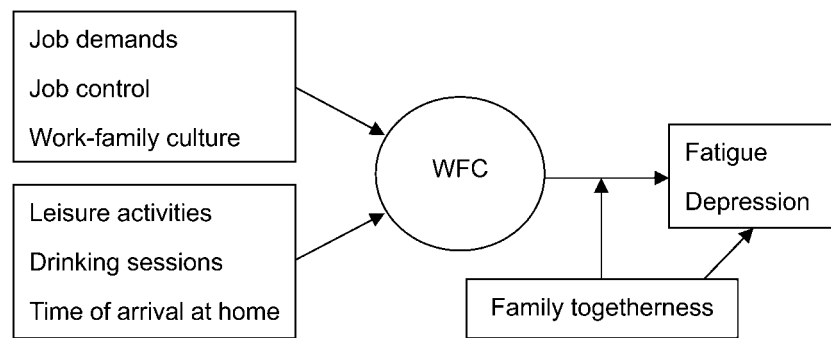 Job demands
Job control
Work-family culture
Leisure activities
Drinking sessions
Time of arrival at home
WFC
Fatigue
Depression
Family togetherness